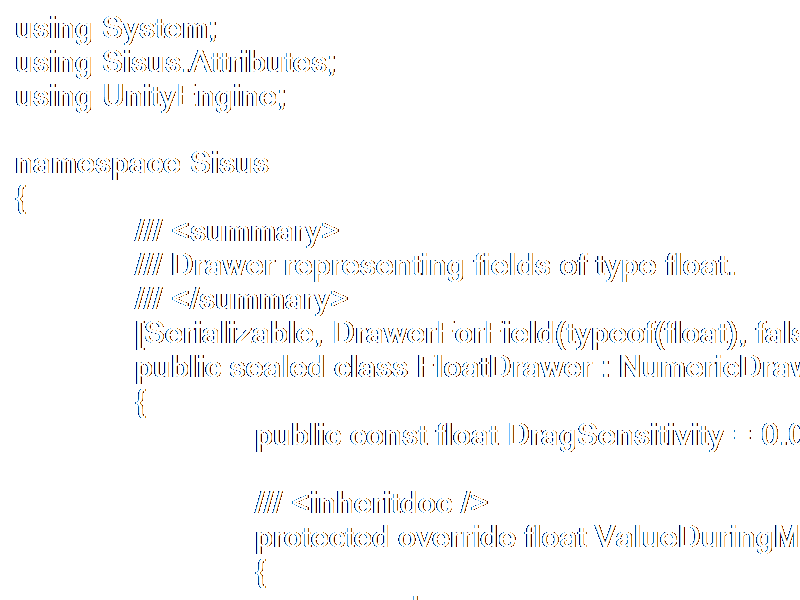 using System;
using Sisus.Attributes;
using UnityEngine;
namespace Sisus
{
//// <summary>
//// Drawer representing fields of type float.
//// </summary>
[Serializable, DrawerForField(typeof(float), fals
public sealed class FloatDrawer : NumericDraw
{
public const float DragSensitivity = 0.0
//// <inheritdoc />
protected override float ValueDuringM
{